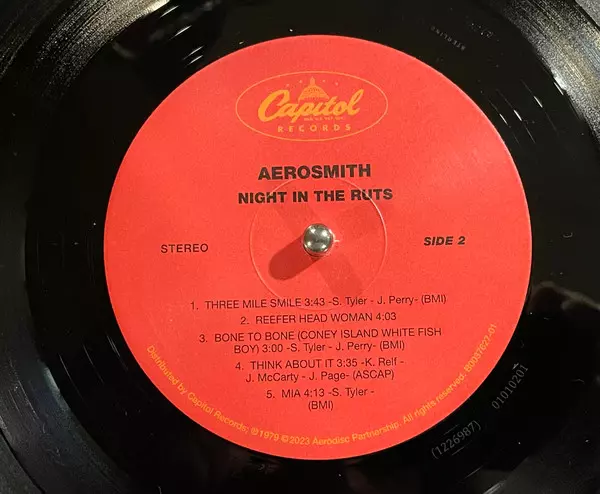 Capitol
RECORDS
AEROSMITH
NIGHT IN THE RUTS
STEREO
SIDE 2
1. THREE MILE SMILE 3:43 -S. Tyler - J. Perry- (BMI)
2. REEFER HEAD WOMAN 4:03
3. BONE TO BONE (CONEY ISLAND WHITE FISH
BOY) 3:00 -S. Tyler - J. Perry- (BMI)
4. THINK ABOUT IT 3:35 -K. Relf -
J. McCarty - J. Page- (ASCAP)
5. MIA 4:13 -S. Tyler -
(BMI)
Distributed by Capitol Records; ℗1979 ©2023 Aerodisc Partnership. All rights reserved.
(1226987) 01010201
STERLING